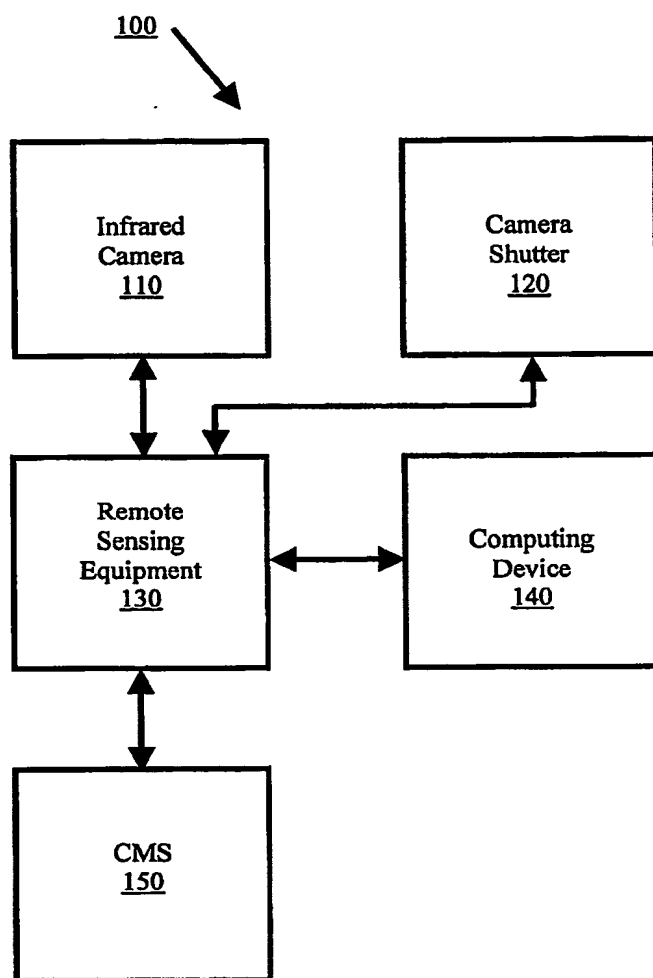 100
Infrared
Camera
110
Camera
Shutter
120
Remote
Sensing
Equipment
130
Computing
Device
140
CMS
150